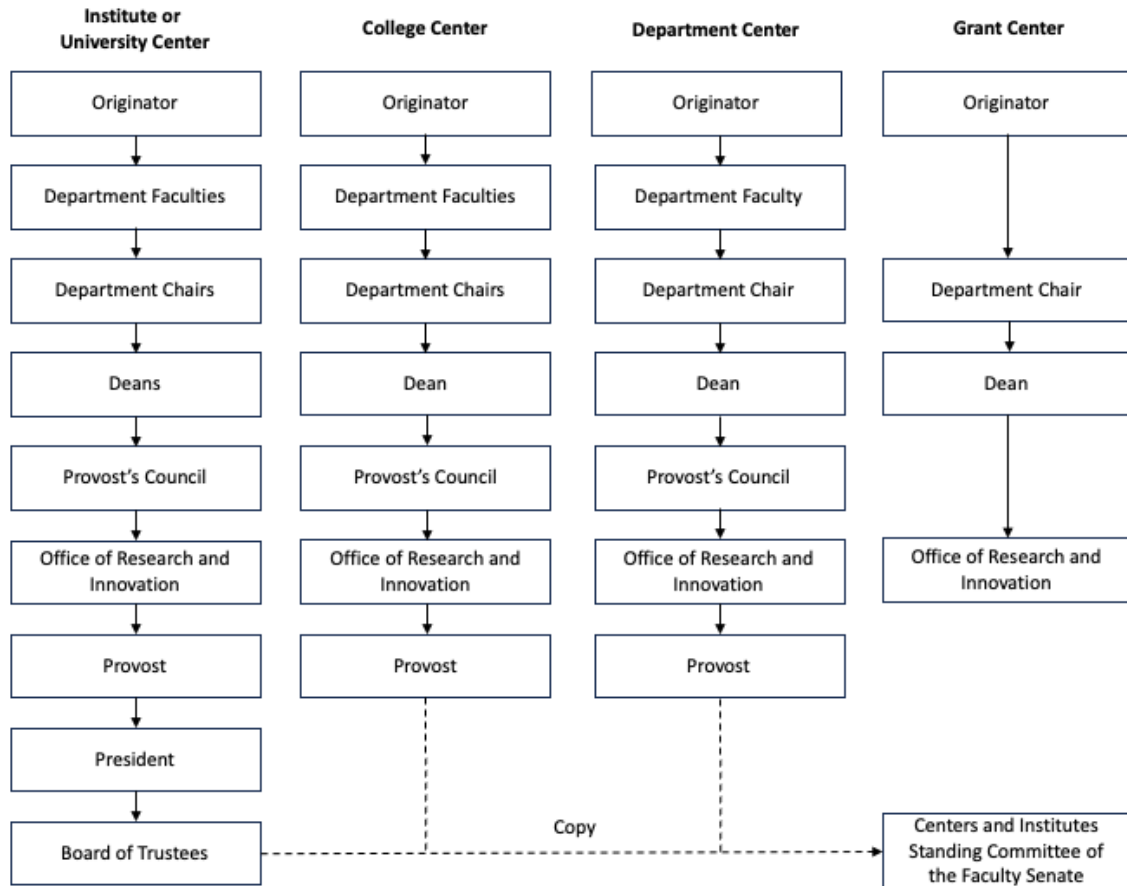 Institute or
University Center
College Center
Department Center
Grant Center
Originator
Originator
Originator
Originator
Department Faculties
Department Faculties
Department Faculty
Department Chairs
Department Chairs
Department Chair
Department Chair
Deans
Dean
Dean
Dean
Provost's Council
Provost's Council
Provost's Council
Office of Research and
Innovation
Office of Research and
Innovation
Office of Research and
Innovation
Office of Research and
Innovation
Provost
Provost
Provost
President
Board of Trustees
Copy
Centers and Institutes
Standing Committee of
the Faculty Senate